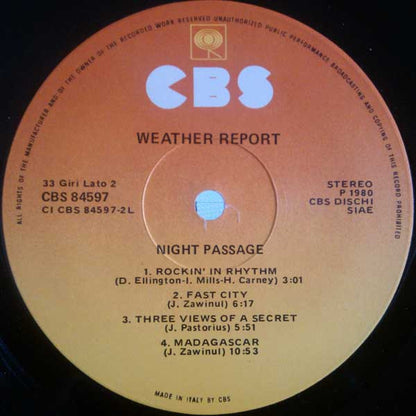 ALL RIGHTS OF THE MANUFACTURER AND OF THE OWNER OF THE RECORDED WORK RESERVED UNAUTHORIZED PUBLIC PERFORMANCE BROADCASTING AND COPYING OF THIS RECORD PROHIBITED
CBS
WEATHER REPORT
33 Giri Lato 2
CBS 84597
CI CBS 84597-2L
STEREO
P 1980
CBS DISCHI
SIAE
NIGHT PASSAGE
1. ROCKIN' IN RHYTHM
(D. Ellington-I. Mills-H. Carney) 3:01
2. FAST CITY
(J. Zawinul) 6:17
3. THREE VIEWS OF A SECRET
(J. Pastorius) 5:51
4. MADAGASCAR
(J. Zawinul) 10:53
MADE IN ITALY BY CBS